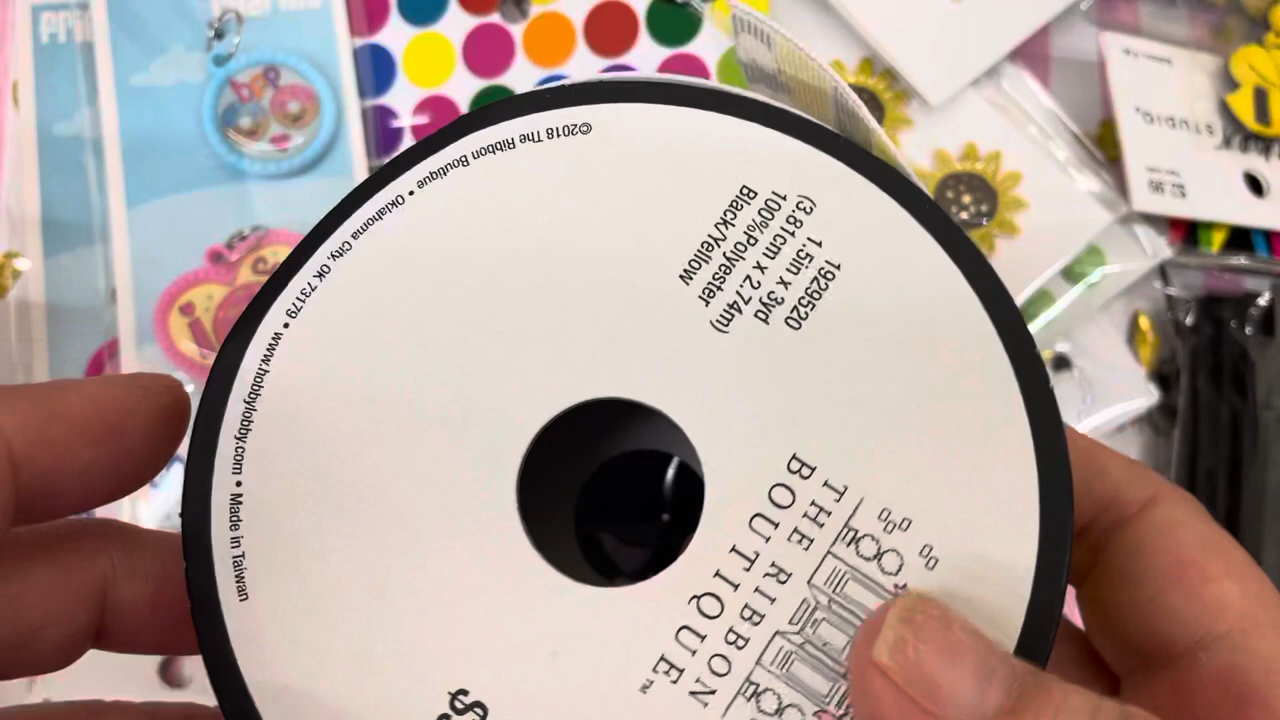 ©2018 The Ribbon Boutique • Oklahoma City, OK 73179 • www.hobbylobby.com • Made in Taiwan
1929520
1.5in x 3yd
(3.81cm x 2.74m)
100%Polyester
Black/Yellow
THE RIBBON
BOUTIQUE™
$
STUDIO
$2.99